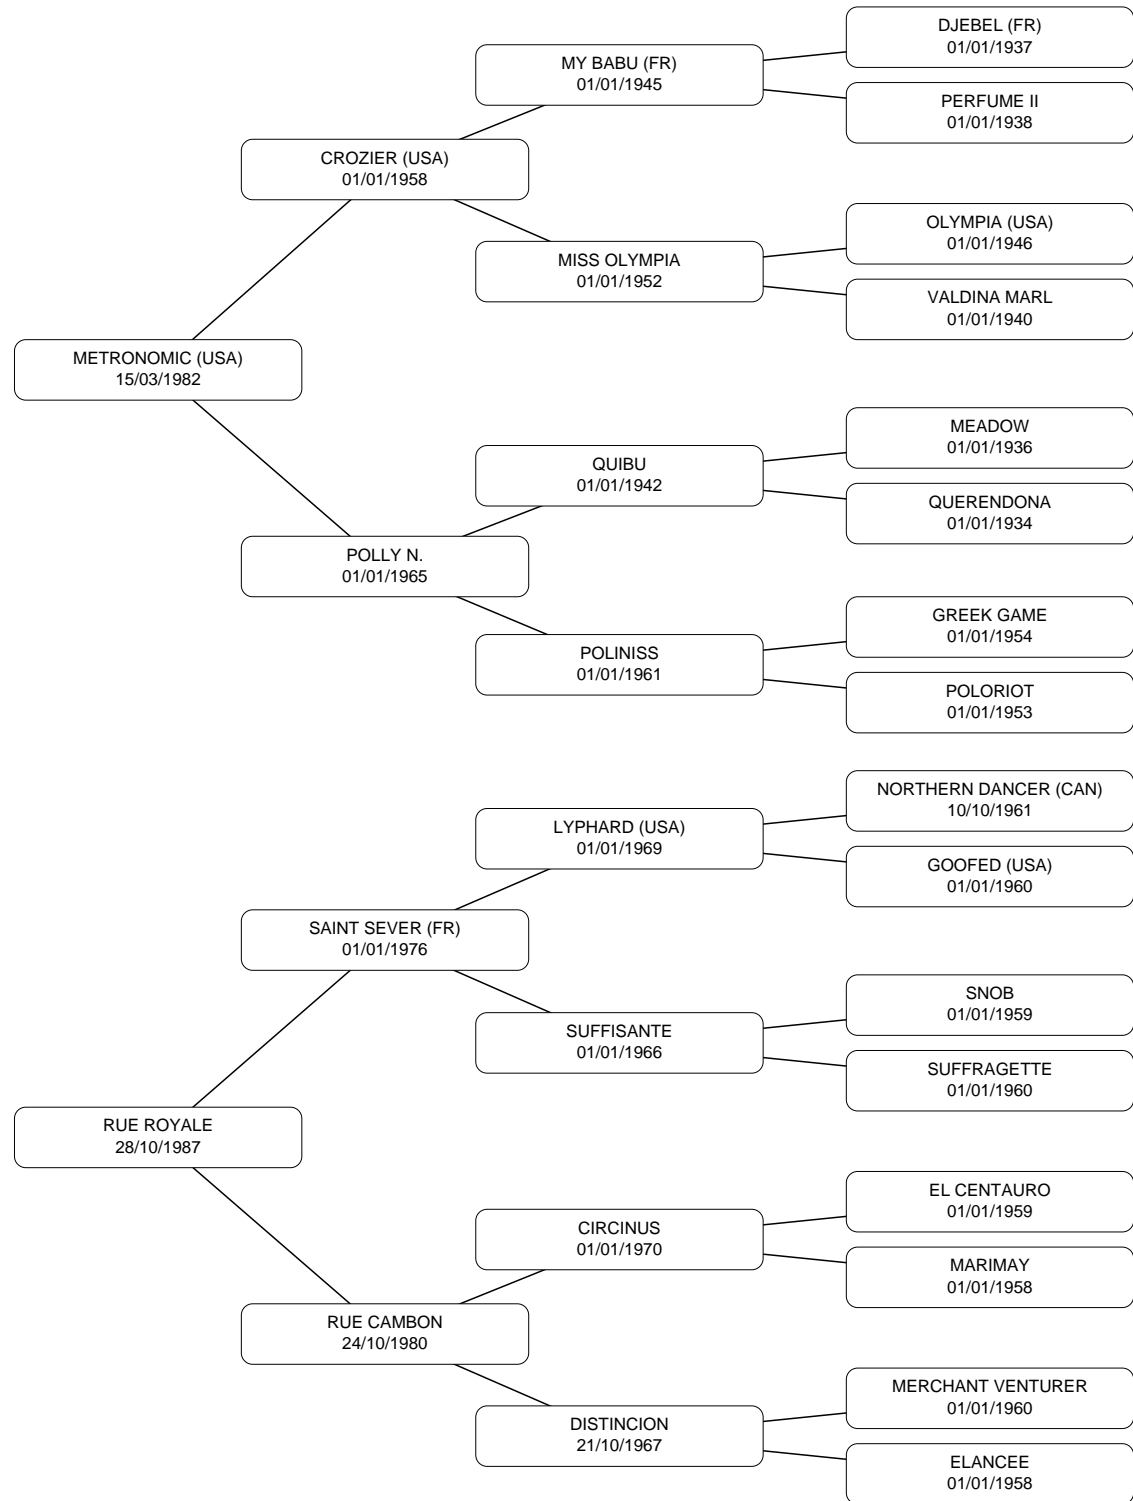 DJEBEL (FR)
01/01/1937
MY BABU (FR)
01/01/1945
PERFUME II
01/01/1938
CROZIER (USA)
01/01/1958
OLYMPIA (USA)
01/01/1946
MISS OLYMPIA
01/01/1952
VALDINA MARL
01/01/1940
METRONOMIC (USA)
15/03/1982
MEADOW
01/01/1936
QUIBU
01/01/1942
QUERENDONA
01/01/1934
POLLY N.
01/01/1965
GREEK GAME
01/01/1954
POLINISS
01/01/1961
POLORIOT
01/01/1953
NORTHERN DANCER (CAN)
10/10/1961
LYPHARD (USA)
01/01/1969
GOOFED (USA)
01/01/1960
SAINT SEVER (FR)
01/01/1976
SNOB
01/01/1959
SUFFISANTE
01/01/1966
SUFFRAGETTE
01/01/1960
RUE ROYALE
28/10/1987
EL CENTAURO
01/01/1959
CIRCINUS
01/01/1970
MARIMAY
01/01/1958
RUE CAMBON
24/10/1980
MERCHANT VENTURER
01/01/1960
DISTINCION
21/10/1967
ELANCEE
01/01/1958